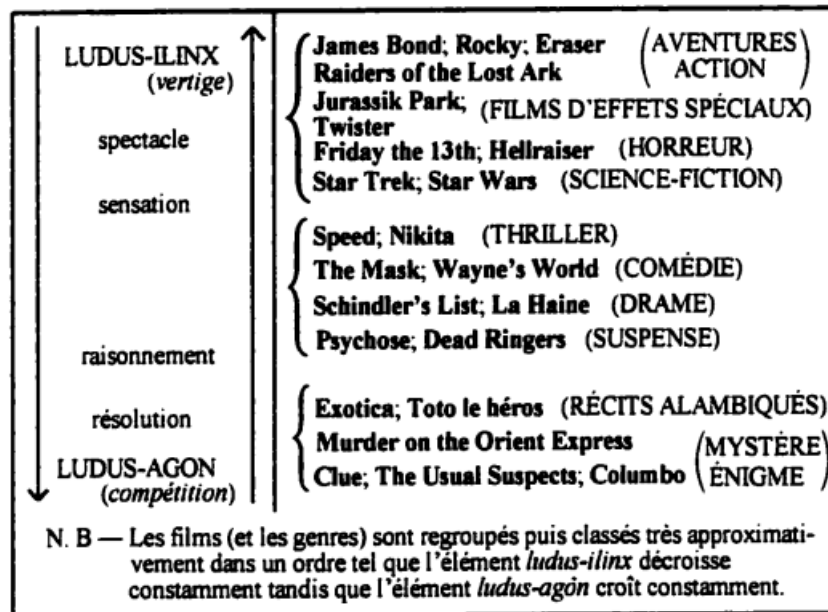 LUDUS-ILINX
(vertige)
spectacle
sensation
raisonnement
résolution
LUDUS-AGON
(compétition)
James Bond; Rocky; Eraser (AVENTURES
Raiders of the Lost Ark ACTION)
Jurassik Park; (FILMS D'EFFETS SPÉCIAUX)
Twister
Friday the 13th; Hellraiser (HORREUR)
Star Trek; Star Wars (SCIENCE-FICTION)
Speed; Nikita (THRILLER)
The Mask; Wayne's World (COMÉDIE)
Schindler's List; La Haine (DRAME)
Psychose; Dead Ringers (SUSPENSE)
Exotica; Toto le héros (RÉCITS ALAMBIQUÉS)
Murder on the Orient Express (MYSTÈRE
Clue; The Usual Suspects; Columbo ÉNIGME)
N. B — Les films (et les genres) sont regroupés puis classés très approximati-
vement dans un ordre tel que l'élément ludus-ilinx décroisse
constamment tandis que l'élément ludus-agôn croît constamment.